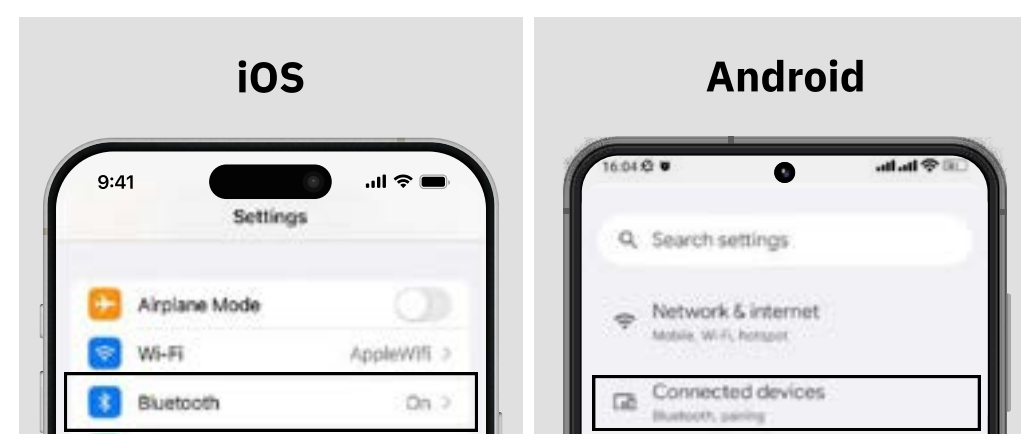 iOS
9:41
Settings
Airplane Mode
Wi-Fi AppleWifi
Bluetooth On
Android
16:04
Search settings
Network & internet
Mobile, Wi-Fi, hotspot
Connected devices
Bluetooth, pairing